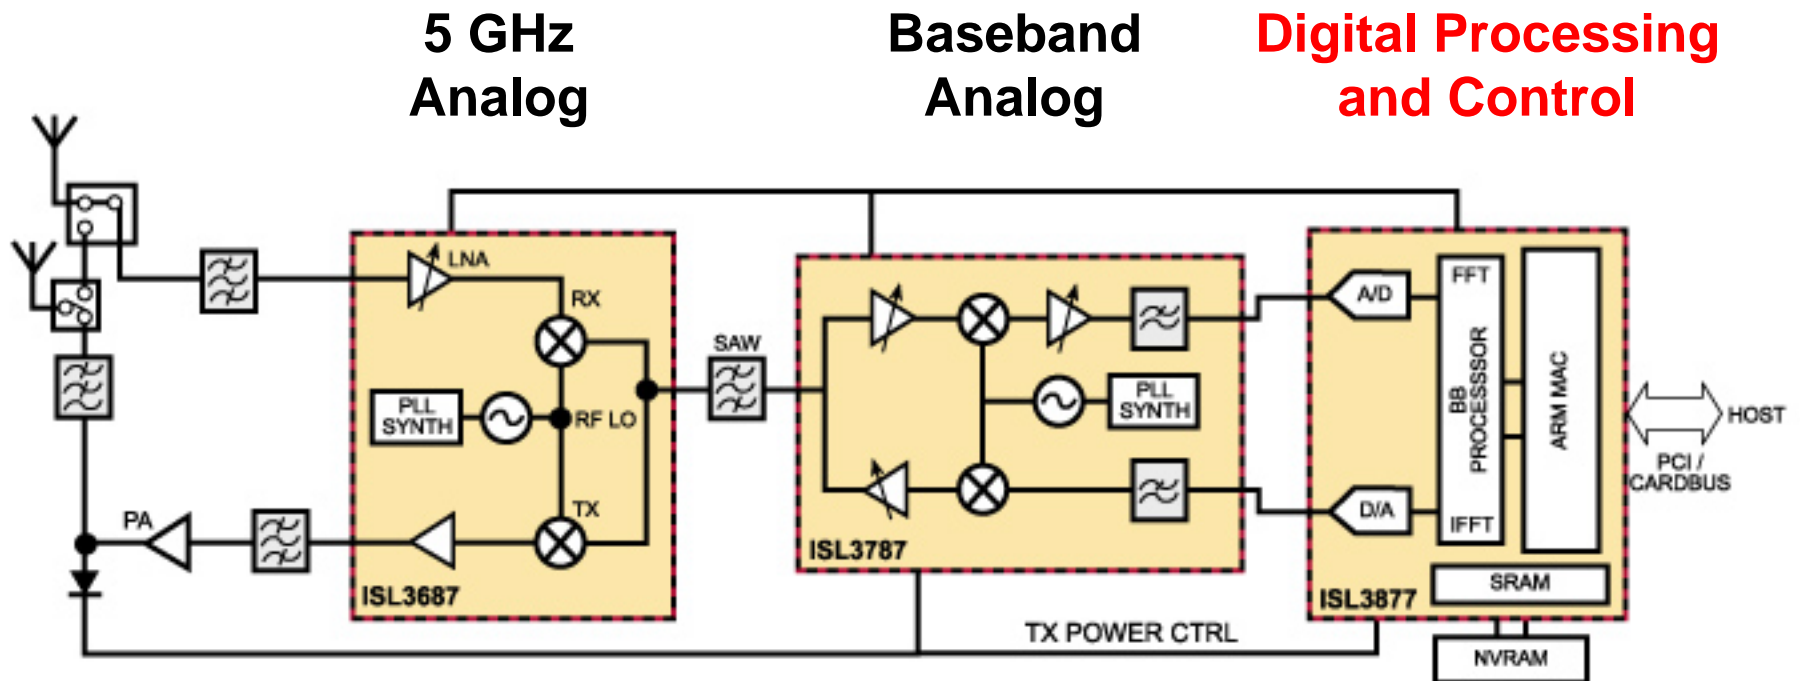 5 GHz
Analog
Baseband
Analog
Digital Processing
and Control
LNA
RX
PLL
SYNTH
RF LO
TX
PA
ISL3687
SAW
PLL
SYNTH
ISL3787
A/D
D/A
FFT
BB
PROCESSSOR
IFFT
ARM MAC
SRAM
ISL3877
NVRAM
HOST
PCI /
CARDBUS
TX POWER CTRL